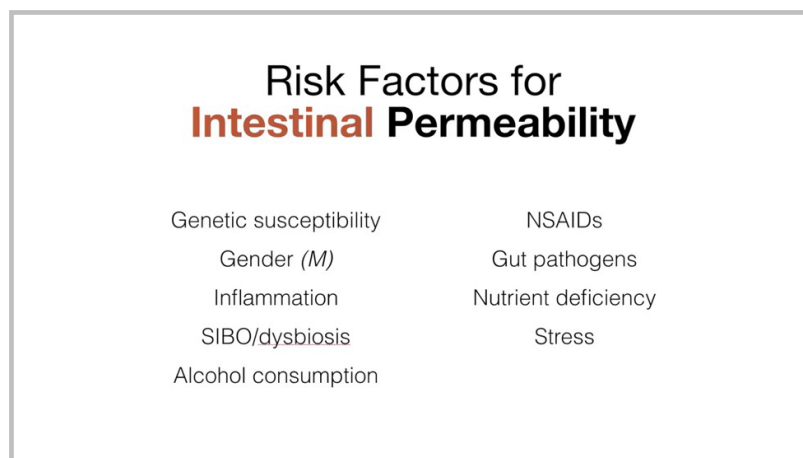 Risk Factors for
Intestinal Permeability
Genetic susceptibility
Gender (M)
Inflammation
SIBO/dysbiosis
Alcohol consumption
NSAIDs
Gut pathogens
Nutrient deficiency
Stress